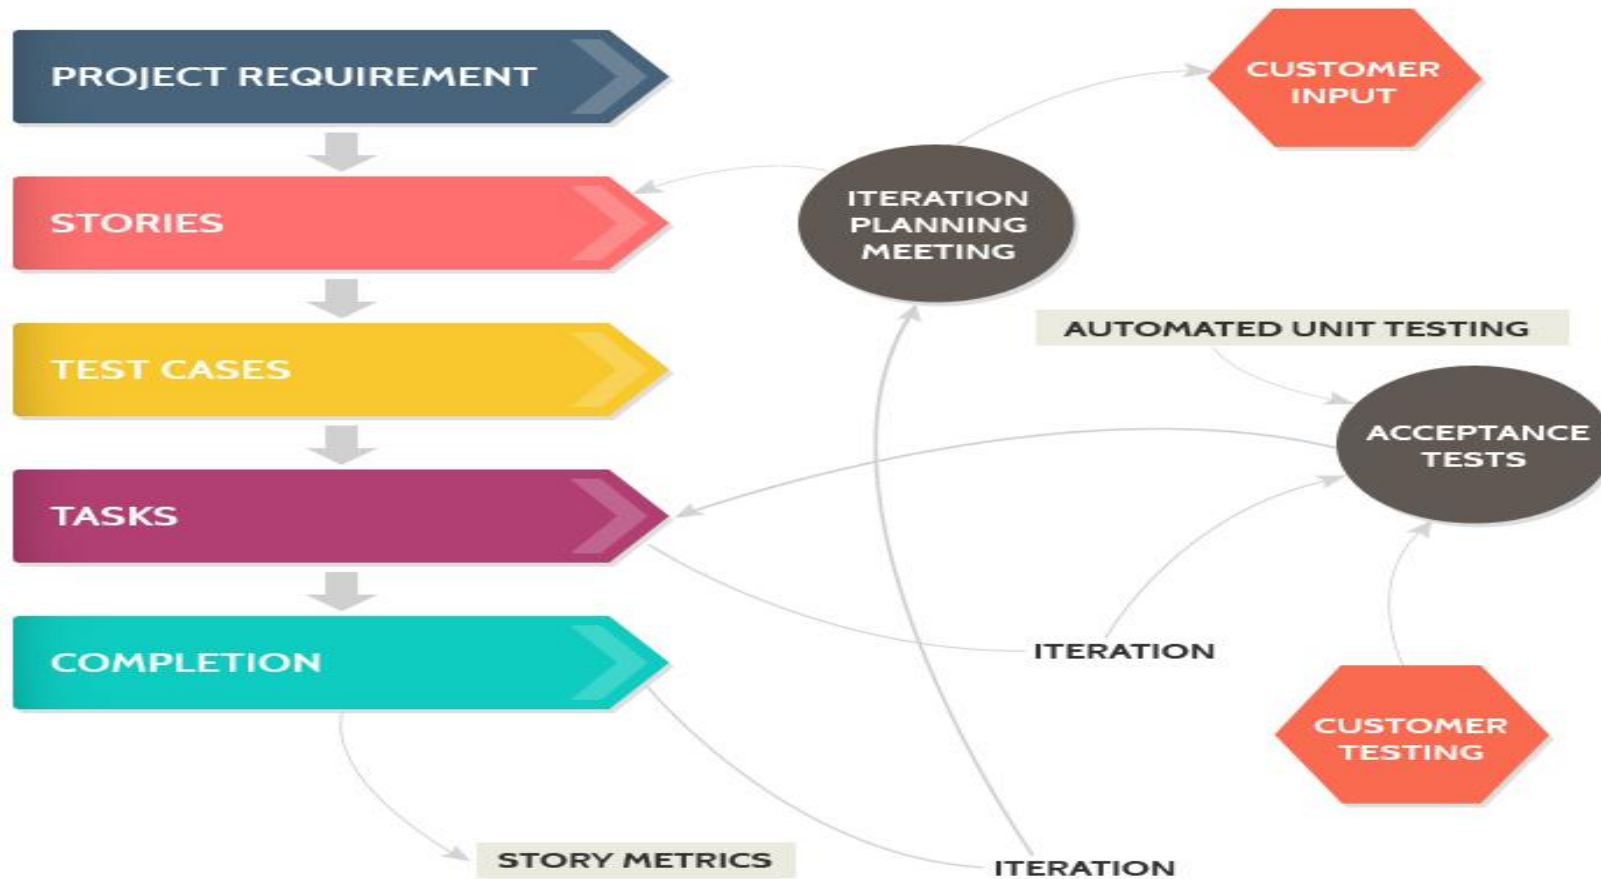 PROJECT REQUIREMENT
STORIES
TEST CASES
TASKS
COMPLETION
STORY METRICS
CUSTOMER
INPUT
ITERATION
PLANNING
MEETING
AUTOMATED UNIT TESTING
ACCEPTANCE
TESTS
ITERATION
CUSTOMER
TESTING
ITERATION